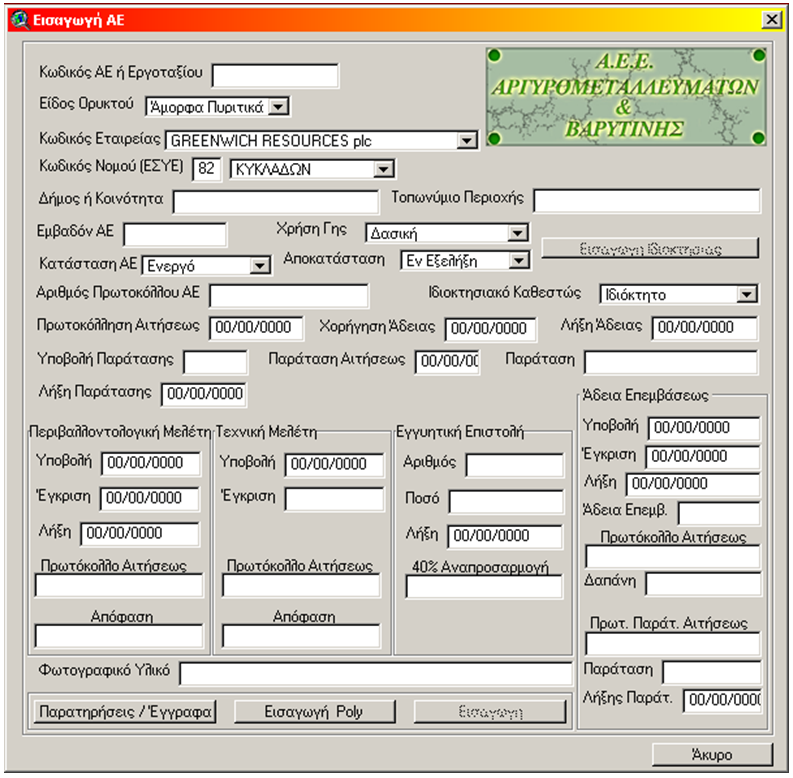 Εισαγωγή ΑΕ
Κωδικός ΑΕ ή Εργοταξίου
Α.Ε.Ε.
ΑΡΓΥΡΟΜΕΤΑΛΛΕΥΜΑΤΩΝ
&
ΒΑΡΥΤΙΝΗΣ
Είδος Ορυκτού Άμορφα Πυριτικά
Κωδικός Εταιρείας GREENWICH RESOURCES plc
Κωδικός Νομού (ΕΣΥΕ) 82 ΚΥΚΛΑΔΩΝ
Δήμος ή Κοινότητα Τοπωνύμιο Περιοχής
Εμβαδόν ΑΕ Χρήση Γης Δασική
Εισαγωγή Ιδιοκτησίας
Κατάσταση ΑΕ Ενεργό Αποκατάσταση Εν Εξελήξη
Αριθμός Πρωτοκόλλου ΑΕ Ιδιοκτησιακό Καθεστώς Ιδιόκτητο
Πρωτοκόλληση Αιτήσεως 00/00/0000 Χορήγηση Άδειας 00/00/0000 Λήξη Άδειας 00/00/0000
Υποβολή Παράτασης Παράταση Αιτήσεως 00/00/00 Παράταση
Λήξη Παράτασης 00/00/0000
Περιβαλλοντολογική Μελέτη
Υποβολή 00/00/0000
Έγκριση 00/00/0000
Λήξη 00/00/0000
Πρωτόκολλο Αιτήσεως
Απόφαση
Τεχνική Μελέτη
Υποβολή 00/00/0000
Έγκριση
Πρωτόκολλο Αιτήσεως
Απόφαση
Εγγυητική Επιστολή
Αριθμός
Ποσό
Λήξη 00/00/0000
40% Αναπροσαρμογή
Άδεια Επεμβάσεως
Υποβολή 00/00/0000
Έγκριση 00/00/0000
Λήξη 00/00/0000
Άδεια Επεμβ.
Πρωτόκολλο Αιτήσεως
Δαπάνη
Πρωτ. Παράτ. Αιτήσεως
Παράταση
Λήξης Παράτ. 00/00/0000
Φωτογραφικό Υλικό
Παρατηρήσεις / Έγγραφα Εισαγωγή Poly Εισαγωγη
Άκυρο